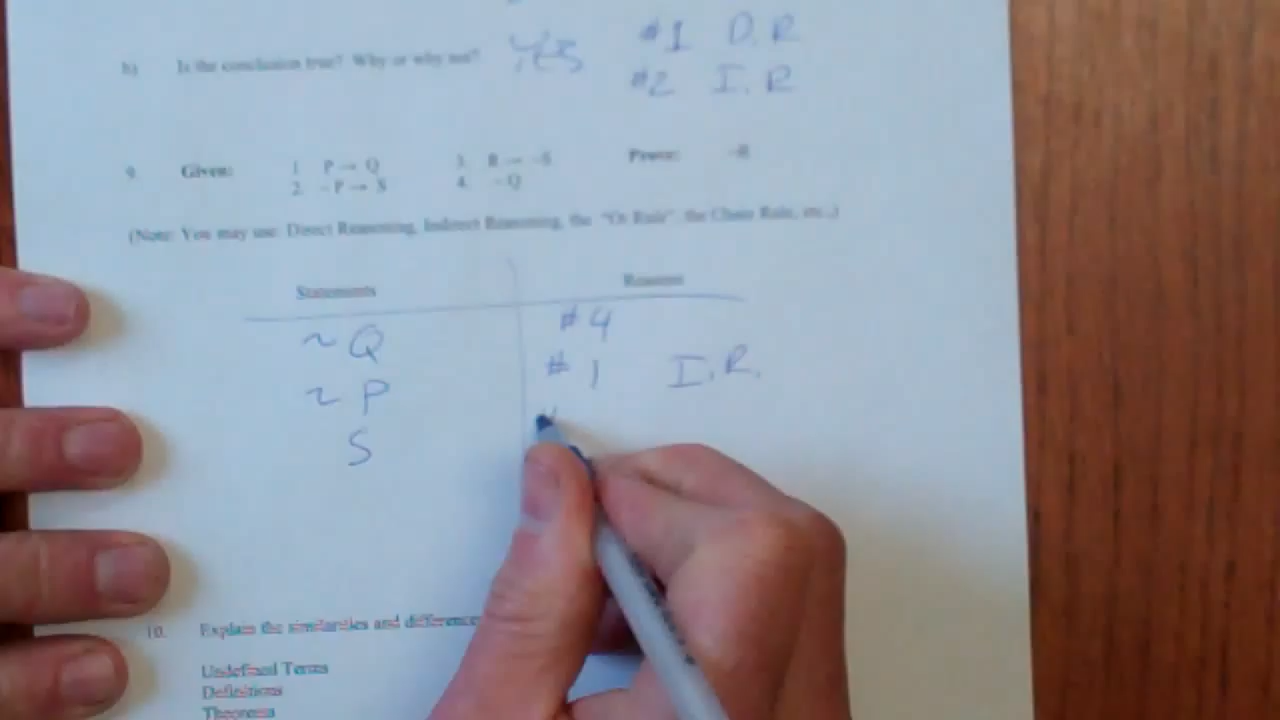 b) Is the conclusion true? Why or why not? YES #1 D.R
#2 I.R
9. Given: 1. P → Q 3. R → ~S Prove: ~R
2. ~P → S 4. ~Q
(Note: You may use: Direct Reasoning, Indirect Reasoning, the "Or Rule", the Chain Rule, etc.,)
Statements Reasons
~ Q #4
~ P #1 I.R.
S #
10. Explain the similarities and difference
Undefined Terms
Definitions
Theorems